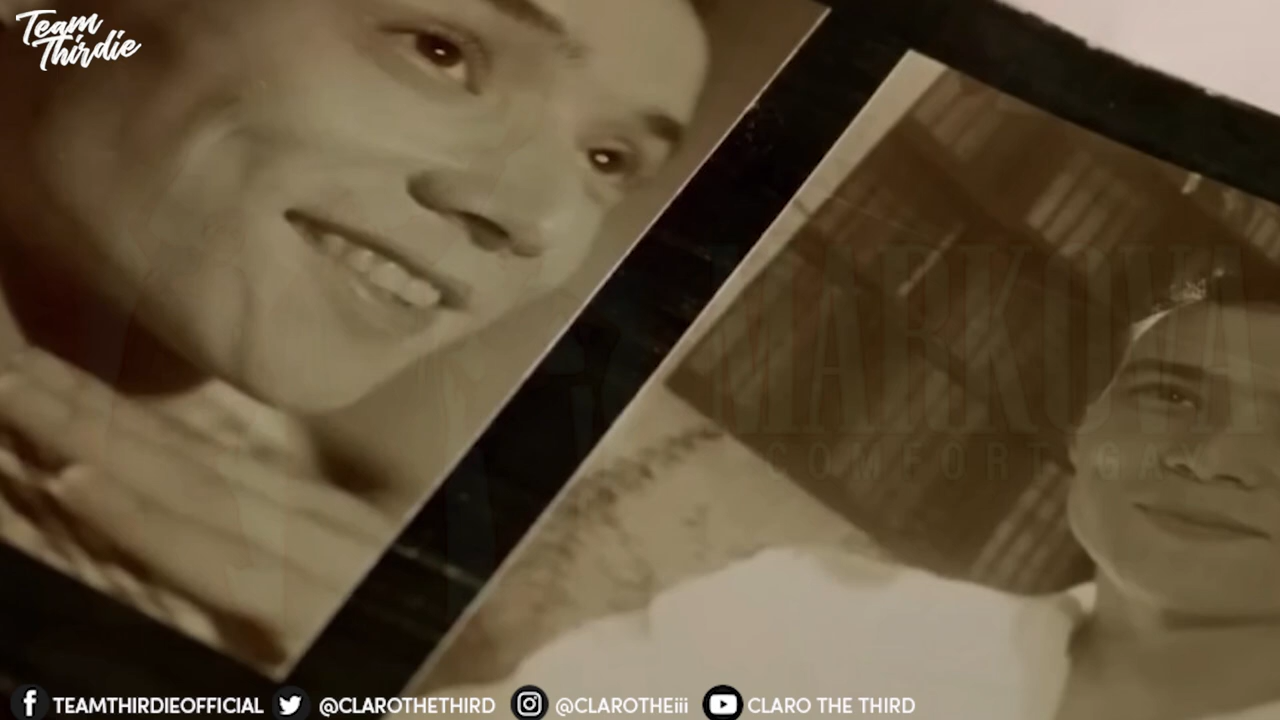 Team
Thirdie
MARKOVA
COMFORT GAY
TEAMTHIRDIEOFFICIAL @CLAROTHETHIRD @CLAROTHEiii CLARO THE THIRD